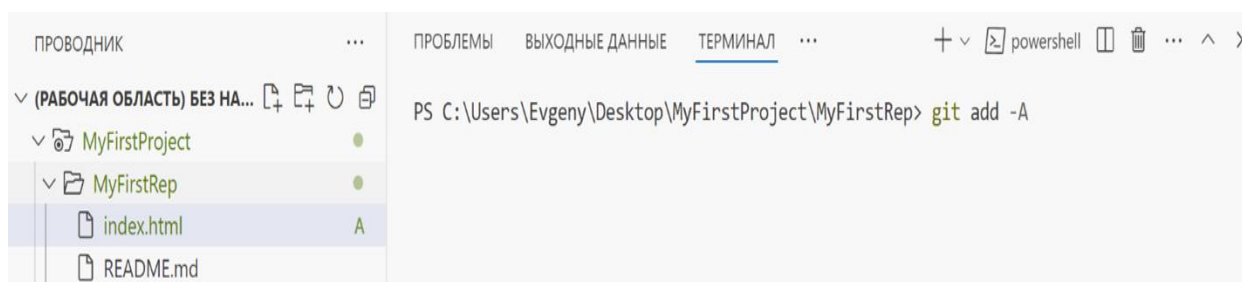 ПРОВОДНИК ...
(РАБОЧАЯ ОБЛАСТЬ) БЕЗ НА...
MyFirstProject
MyFirstRep
index.html A
README.md
ПРОБЛЕМЫ ВЫХОДНЫЕ ДАННЫЕ ТЕРМИНАЛ ... powershell ...
PS C:\Users\Evgeny\Desktop\MyFirstProject\MyFirstRep> git add -A